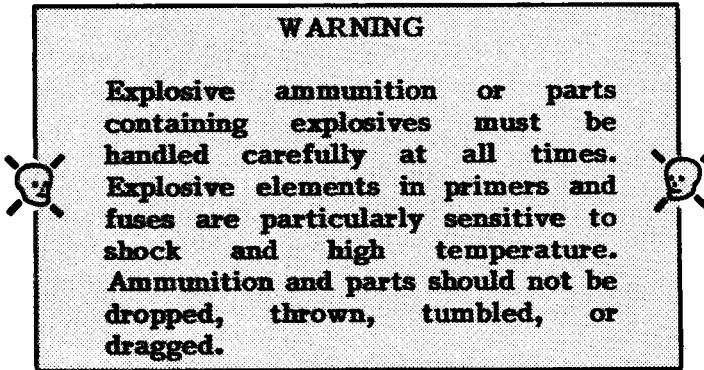 WARNING
Explosive ammunition or parts
containing explosives must be
handled carefully at all times.
Explosive elements in primers and
fuses are particularly sensitive to
shock and high temperature.
Ammunition and parts should not be
dropped, thrown, tumbled, or
dragged.